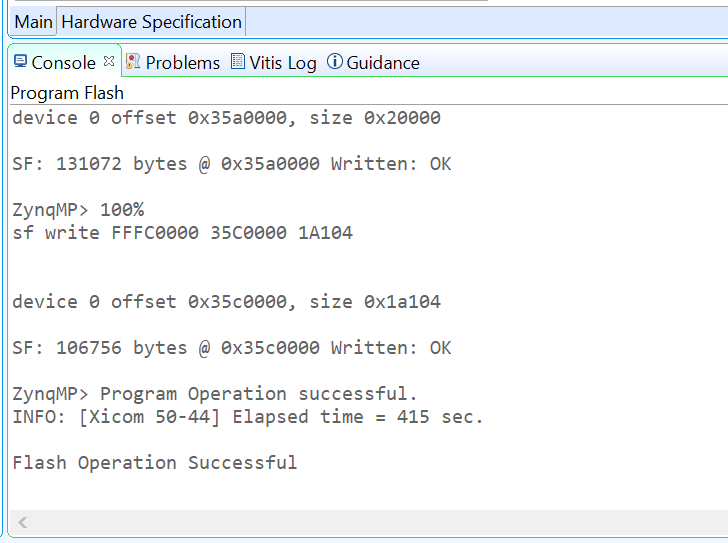 Main Hardware Specification
Console Problems Vitis Log Guidance
Program Flash
device 0 offset 0x35a0000, size 0x20000
SF: 131072 bytes @ 0x35a0000 Written: OK
ZynqMP> 100%
sf write FFFC0000 35C0000 1A104
device 0 offset 0x35c0000, size 0x1a104
SF: 106756 bytes @ 0x35c0000 Written: OK
ZynqMP> Program Operation successful.
INFO: [Xicom 50-44] Elapsed time = 415 sec.
Flash Operation Successful